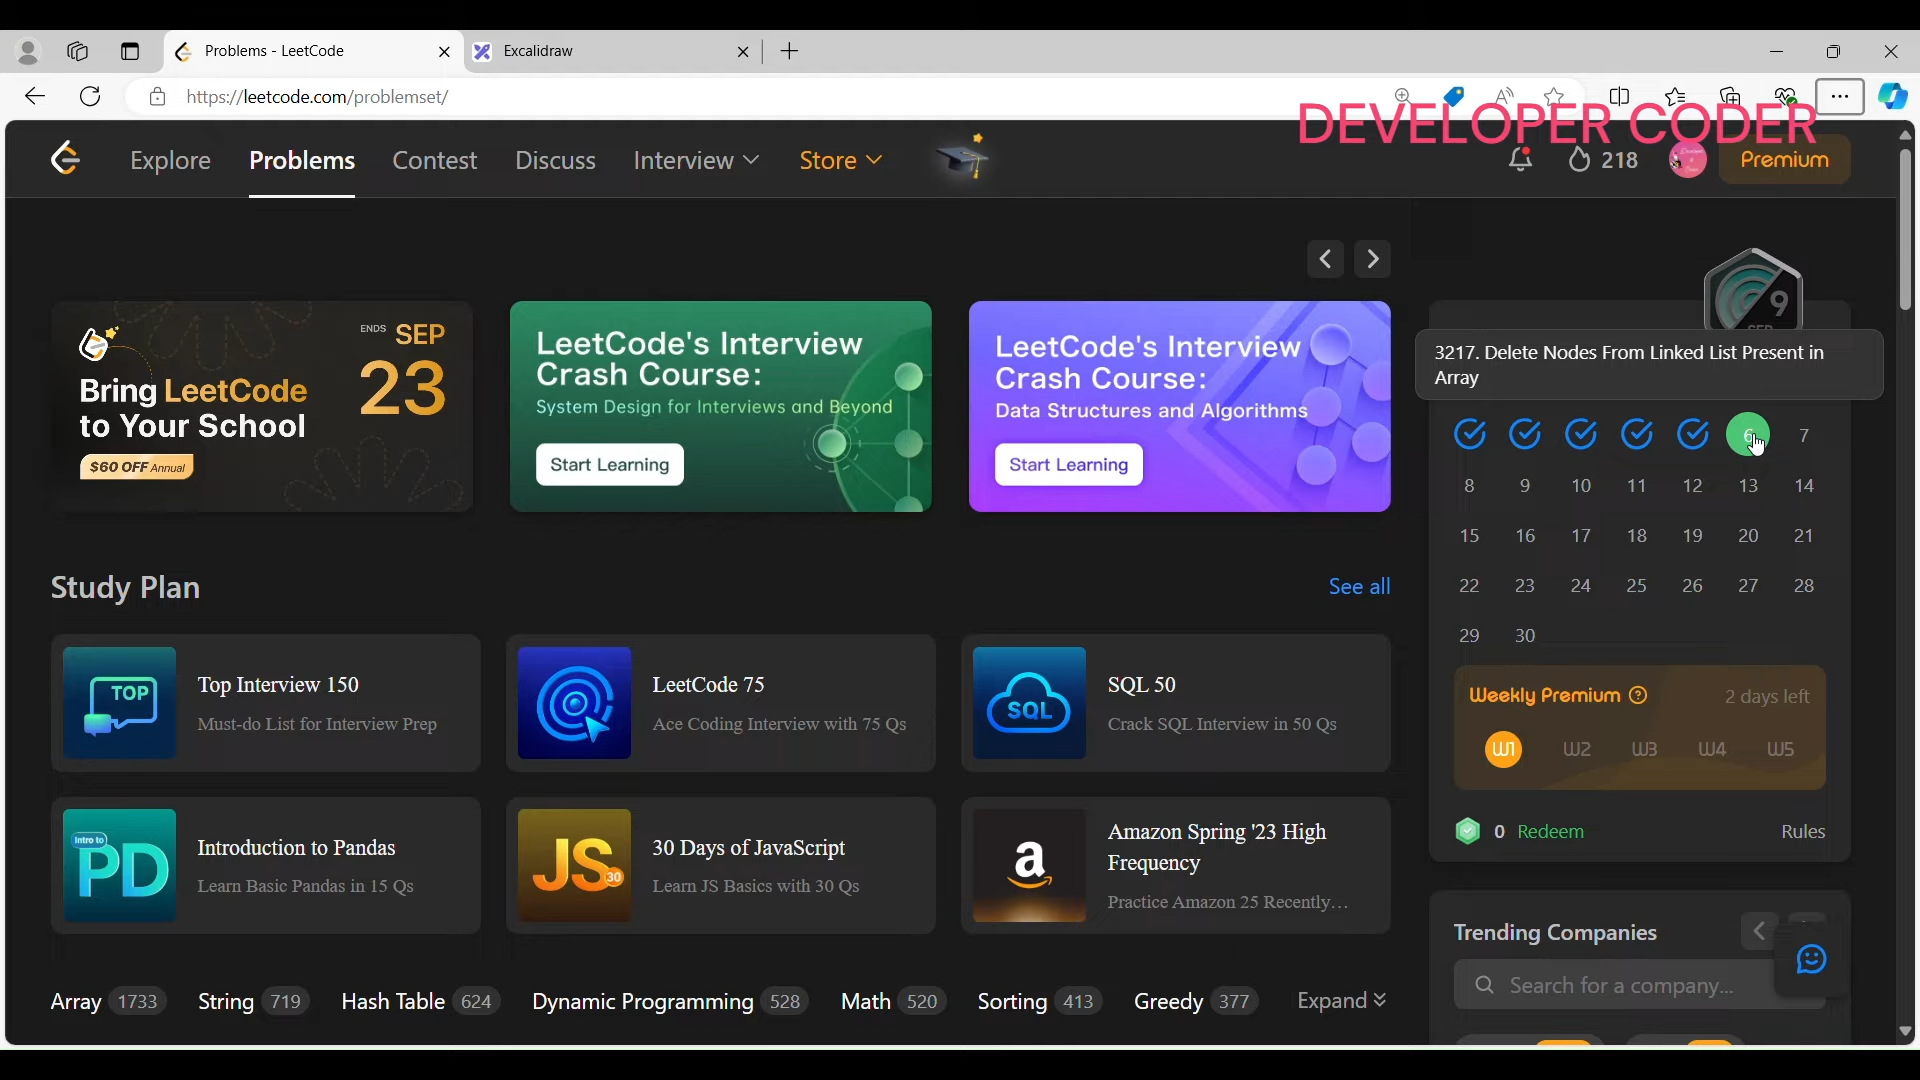 Problems - LeetCode
Excalidraw
https://leetcode.com/problemset/
DEVELOPER CODER
Explore
Problems
Contest
Discuss
Interview
Store
218
Premium
ENDS SEP
23
Bring LeetCode
to Your School
$60 OFF Annual
LeetCode's Interview
Crash Course:
System Design for Interviews and Beyond
Start Learning
LeetCode's Interview
Crash Course:
Data Structures and Algorithms
Start Learning
9
3217. Delete Nodes From Linked List Present in
Array
6 7
8 9 10 11 12 13 14
15 16 17 18 19 20 21
22 23 24 25 26 27 28
29 30
Weekly Premium ?
2 days left
W1 W2 W3 W4 W5
0 Redeem
Rules
Study Plan
See all
TOP
Top Interview 150
Must-do List for Interview Prep
LeetCode 75
Ace Coding Interview with 75 Qs
SQL
SQL 50
Crack SQL Interview in 50 Qs
Intro to
PD
Introduction to Pandas
Learn Basic Pandas in 15 Qs
JS
30
30 Days of JavaScript
Learn JS Basics with 30 Qs
a
Amazon Spring '23 High
Frequency
Practice Amazon 25 Recently…
Trending Companies
Search for a company...
Array 1733
String 719
Hash Table 624
Dynamic Programming 528
Math 520
Sorting 413
Greedy 377
Expand